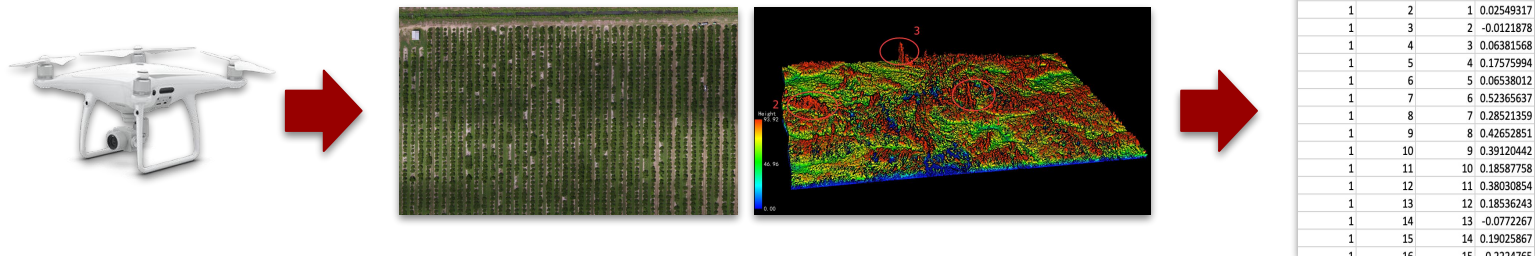 3
2
Height
93.92
46.96
0.00
1 2 1 0.02549317
1 3 2 -0.0121878
1 4 3 0.06381568
1 5 4 0.17575994
1 6 5 0.06538012
1 7 6 0.52365637
1 8 7 0.28521359
1 9 8 0.42652851
1 10 9 0.39120442
1 11 10 0.18587758
1 12 11 0.38030854
1 13 12 0.18536243
1 14 13 -0.0772267
1 15 14 0.19025867